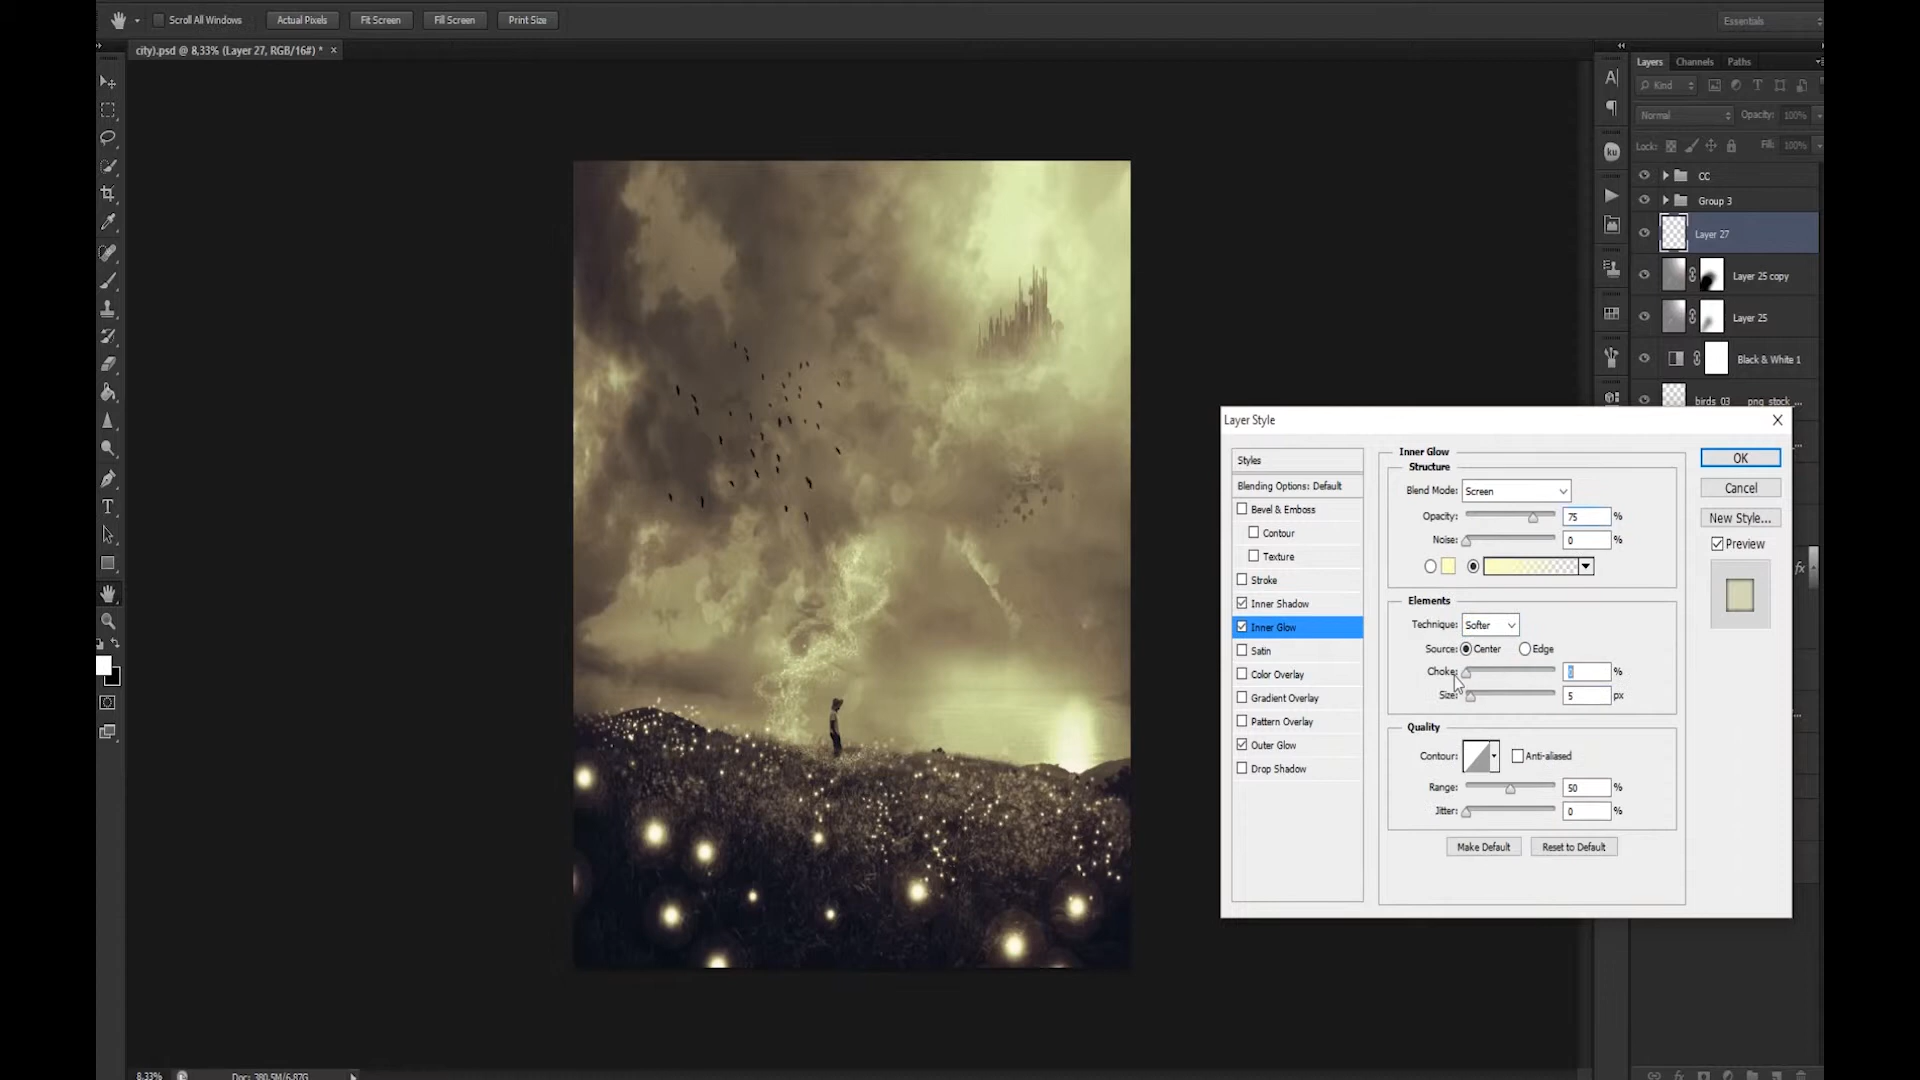 Scroll All Windows Actual Pixels Fit Screen Fill Screen Print Size Essentials
city).psd @ 8,33% (Layer 27, RGB/16#) * ×
Layers Channels Paths
Kind
Normal Opacity: 100%
Lock: Fill: 100%
ku
CC
Group 3
Layer 27
Layer 25 copy
Layer 25
Black & White 1
birds_03 png_stock_...
Layer Style
Styles
Blending Options: Default
Bevel & Emboss
Contour
Texture
Stroke
Inner Shadow
Inner Glow
Satin
Color Overlay
Gradient Overlay
Pattern Overlay
Outer Glow
Drop Shadow
Inner Glow
Structure
Blend Mode: Screen
Opacity: 75 %
Noise: 0 %
Elements
Technique: Softer
Source: Center Edge
Choke: 0 %
Size: 5 px
Quality
Contour: Anti-aliased
Range: 50 %
Jitter: 0 %
Make Default Reset to Default
OK
Cancel
New Style...
Preview
fx
8,33% Doc: 380,5M/6,87G
fx